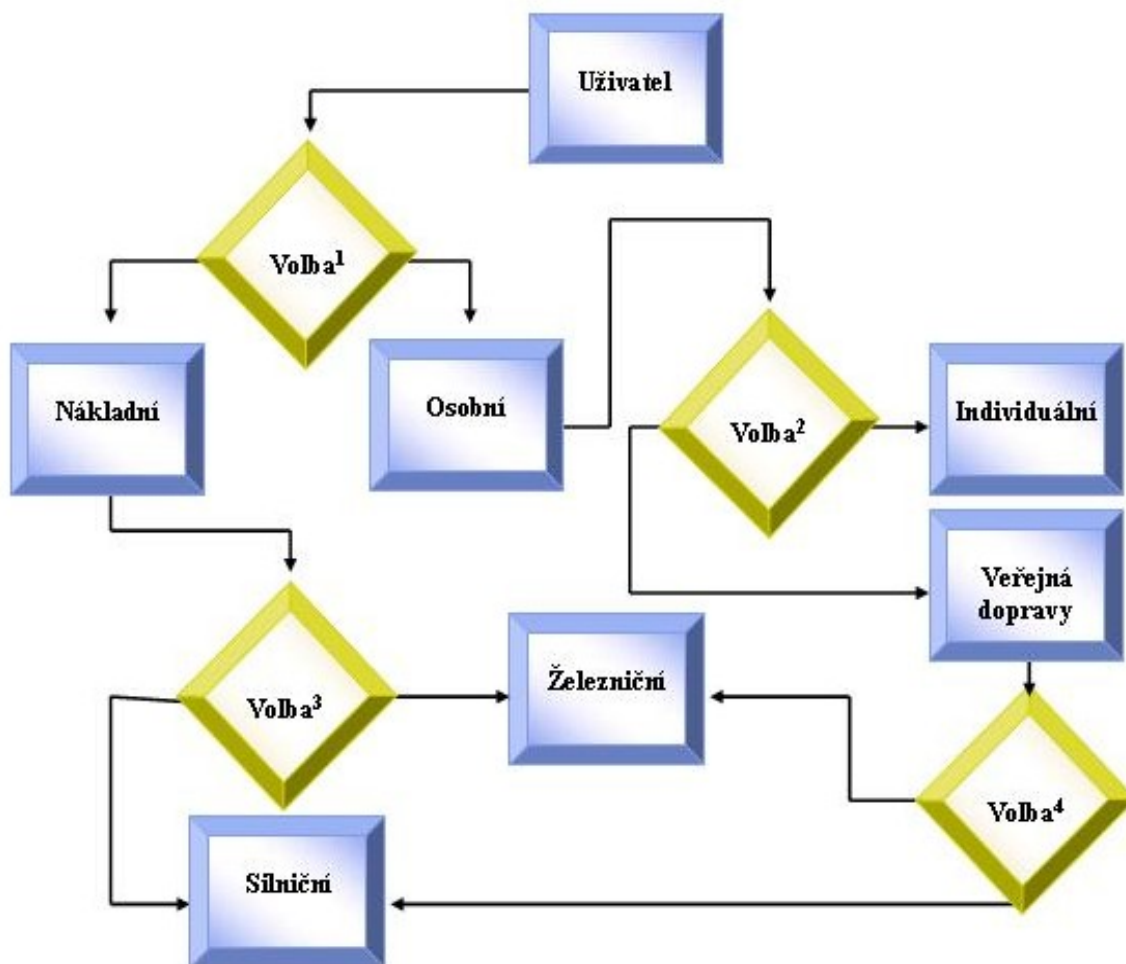 Uživatel
Volba¹
Nákladní
Osobní
Volba²
Individuální
Veřejná
dopravy
Volba³
Železniční
Volba⁴
Silniční